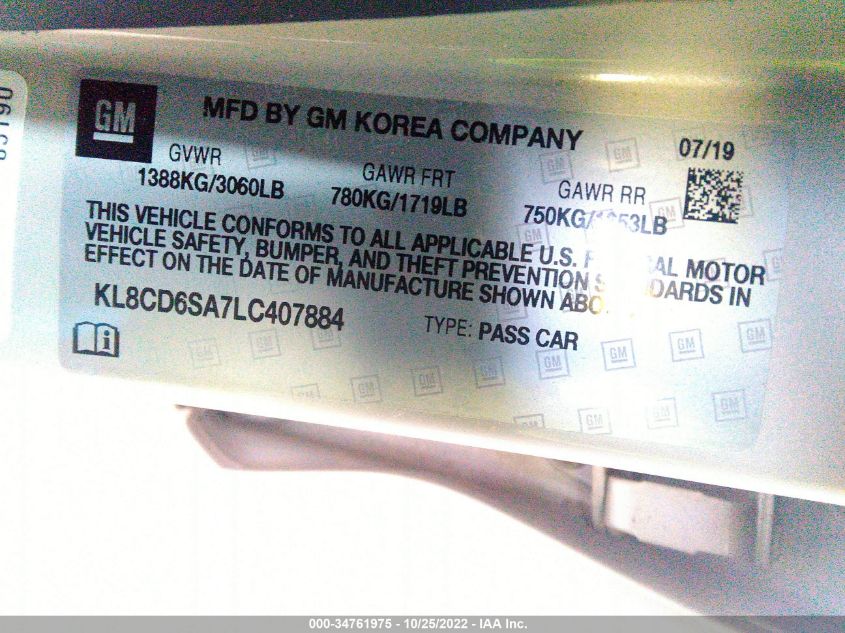 GM
MFD BY GM KOREA COMPANY
07/19
GVWR
1388KG/3060LB
GAWR FRT
780KG/1719LB
GAWR RR
750KG/
THIS VEHICLE CONFORMS TO ALL APPLICABLE U.S. MOTOR
VEHICLE SAFETY, BUMPER, AND THEFT PREVENTION IN
EFFECT ON THE DATE OF MANUFACTURE SHOWN
KL8CD6SA7LC407884
TYPE: PASS CAR
000-34761975 - 10/25/2022 - IAA Inc.